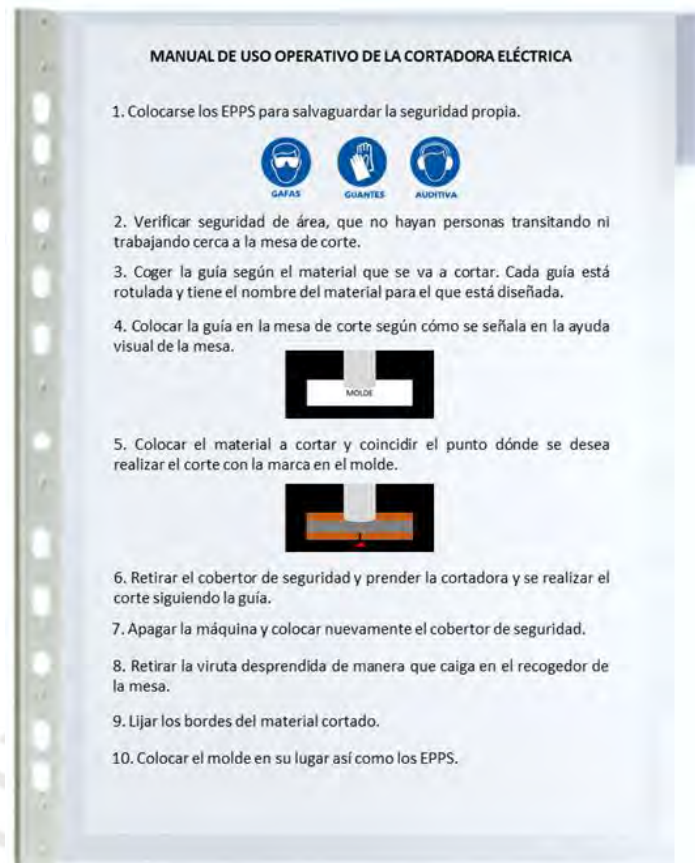 MANUAL DE USO OPERATIVO DE LA CORTADORA ELÉCTRICA
1. Colocarse los EPPS para salvaguardar la seguridad propia.
GAFAS
GUANTES
AUDITIVA
2. Verificar seguridad de área, que no hayan personas transitando ni
trabajando cerca a la mesa de corte.
3. Coger la guía según el material que se va a cortar. Cada guía está
rotulada y tiene el nombre del material para el que está diseñada.
4. Colocar la guía en la mesa de corte según cómo se señala en la ayuda
visual de la mesa.
MOLDE
5. Colocar el material a cortar y coincidir el punto dónde se desea
realizar el corte con la marca en el molde.
6. Retirar el cobertor de seguridad y prender la cortadora y se realizar el
corte siguiendo la guía.
7. Apagar la máquina y colocar nuevamente el cobertor de seguridad.
8. Retirar la viruta desprendida de manera que caiga en el recogedor de
la mesa.
9. Lijar los bordes del material cortado.
10. Colocar el molde en su lugar así como los EPPS.